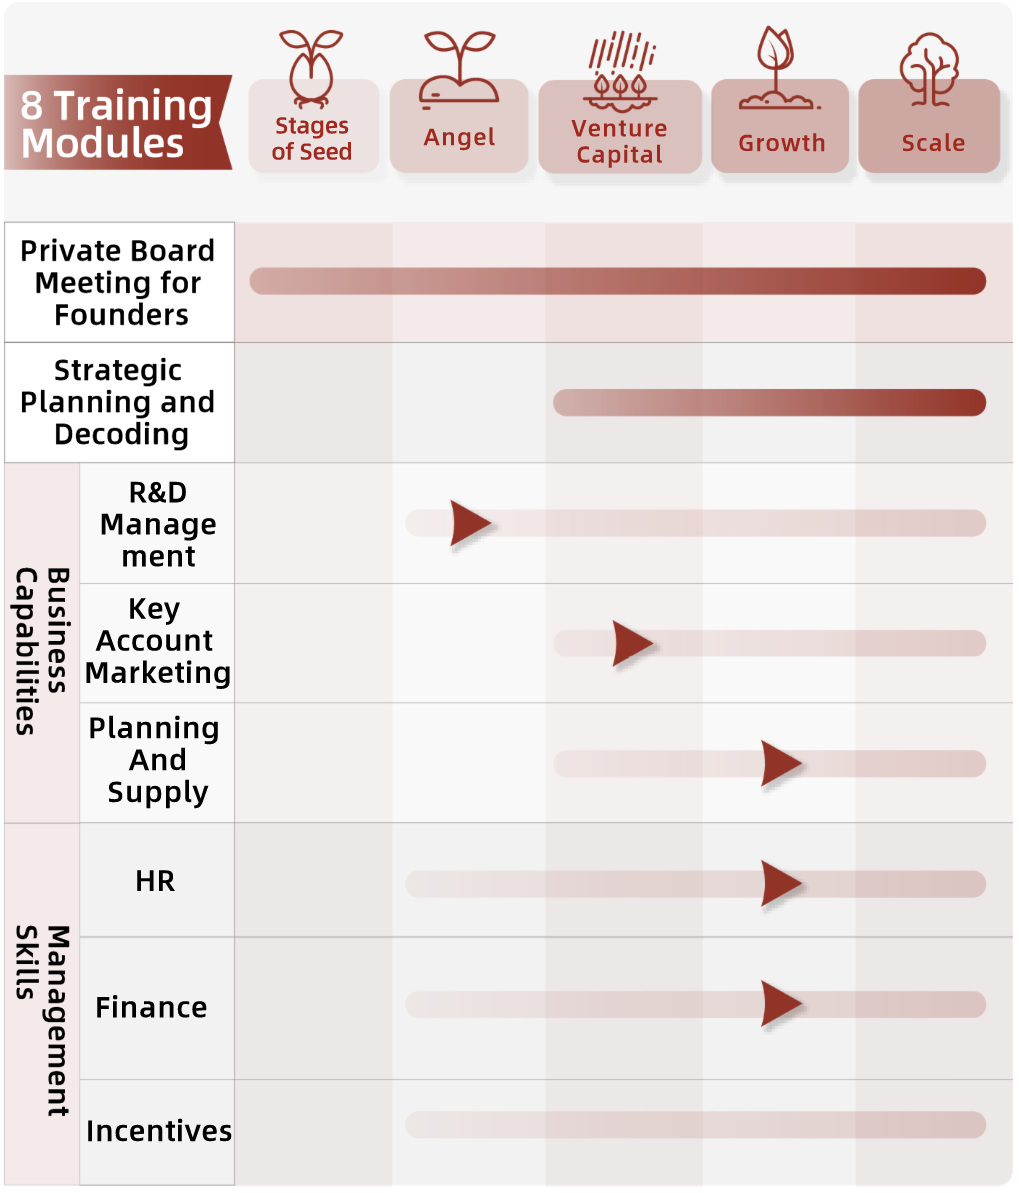 8 Training
Modules
Stages
of Seed
Angel
Venture
Capital
Growth
Scale
Private Board
Meeting for
Founders
Strategic
Planning and
Decoding
Business
Capabilities
R&D
Manage
ment
Key
Account
Marketing
Planning
And
Supply
Management
Skills
HR
Finance
Incentives